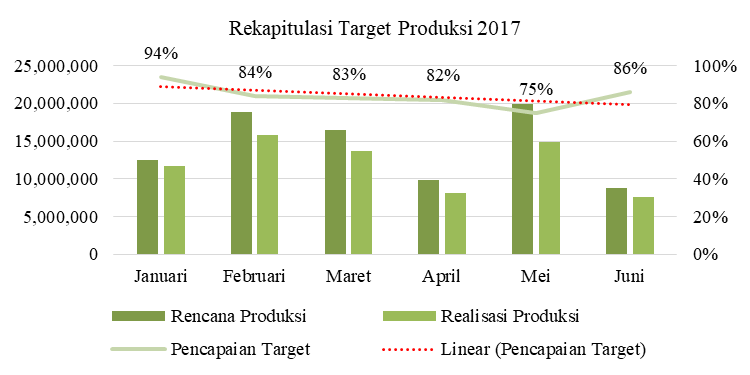 Rekapitulasi Target Produksi 2017
94% 84% 83% 82% 75% 86%
25,000,000 100%
20,000,000 80%
15,000,000 60%
10,000,000 40%
5,000,000 20%
0 0%
Januari Februari Maret April Mei Juni
Rencana Produksi Realisasi Produksi
Pencapaian Target Linear (Pencapaian Target)